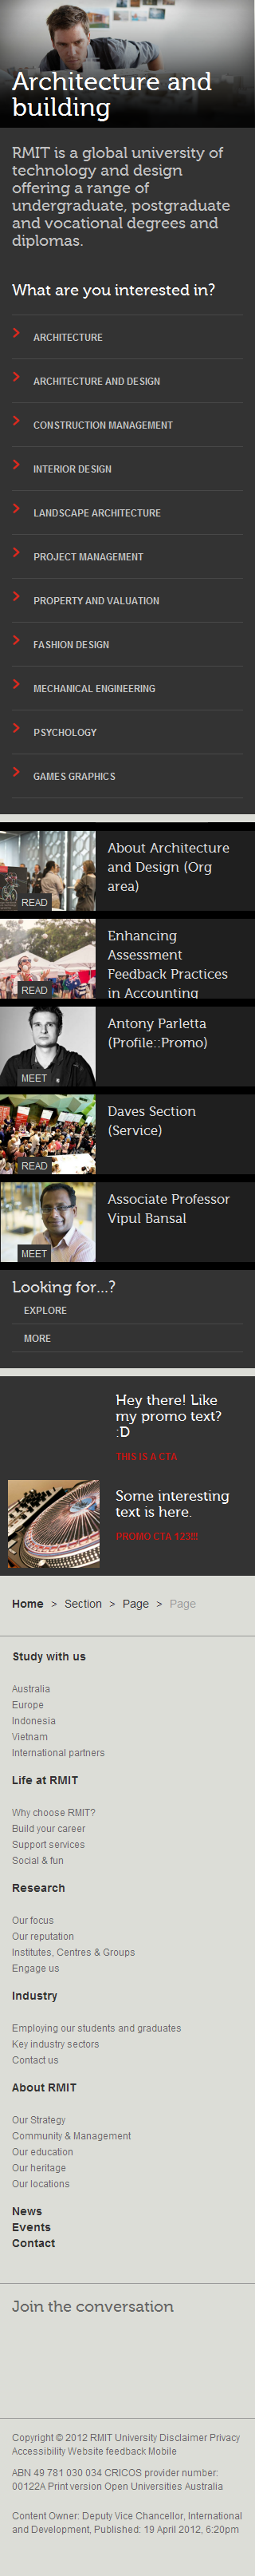 Architecture and
building
RMIT is a global university of
technology and design
offering a range of
undergraduate, postgraduate
and vocational degrees and
diplomas.
What are you interested in?
ARCHITECTURE
ARCHITECTURE AND DESIGN
CONSTRUCTION MANAGEMENT
INTERIOR DESIGN
LANDSCAPE ARCHITECTURE
PROJECT MANAGEMENT
PROPERTY AND VALUATION
FASHION DESIGN
MECHANICAL ENGINEERING
PSYCHOLOGY
GAMES GRAPHICS
About Architecture
and Design (Org
area)
READ
Enhancing
Assessment
Feedback Practices
in Accounting
READ
Antony Parletta
(Profile::Promo)
MEET
Daves Section
(Service)
READ
Associate Professor
Vipul Bansal
MEET
Looking for...?
EXPLORE
MORE
Hey there! Like
my promo text?
:D
THIS IS A CTA
Some interesting
text is here.
PROMO CTA 123!!!
Home > Section > Page > Page
Study with us
Australia
Europe
Indonesia
Vietnam
International partners
Life at RMIT
Why choose RMIT?
Build your career
Support services
Social & fun
Research
Our focus
Our reputation
Institutes, Centres & Groups
Engage us
Industry
Employing our students and graduates
Key industry sectors
Contact us
About RMIT
Our Strategy
Community & Management
Our education
Our heritage
Our locations
News
Events
Contact
Join the conversation
Copyright © 2012 RMIT University Disclaimer Privacy
Accessibility Website feedback Mobile
ABN 49 781 030 034 CRICOS provider number:
00122A Print version Open Universities Australia
Content Owner: Deputy Vice Chancellor, International
and Development, Published: 19 April 2012, 6:20pm